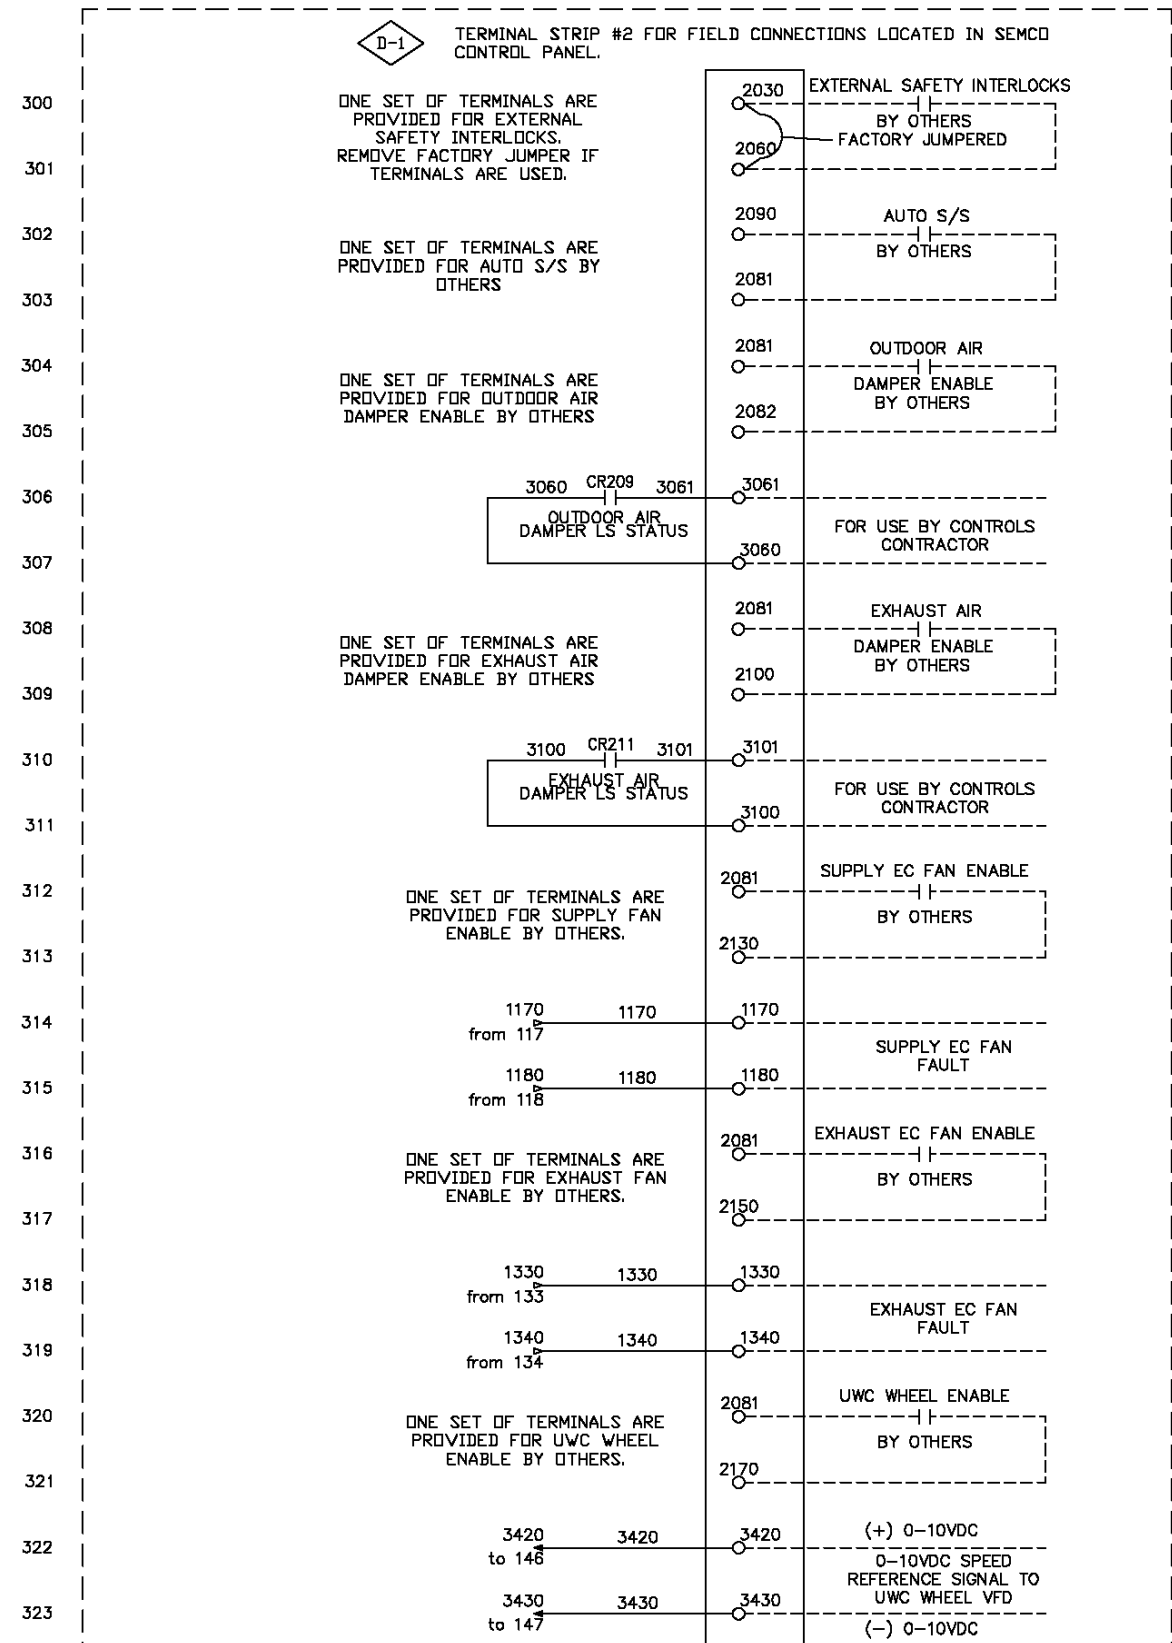 D-1
TERMINAL STRIP #2 FOR FIELD CONNECTIONS LOCATED IN SEMCO
CONTROL PANEL.
300
ONE SET OF TERMINALS ARE
PROVIDED FOR EXTERNAL
SAFETY INTERLOCKS.
REMOVE FACTORY JUMPER IF
TERMINALS ARE USED.
2030
EXTERNAL SAFETY INTERLOCKS
BY OTHERS
FACTORY JUMPERED
301
2060
302
2090
AUTO S/S
BY OTHERS
ONE SET OF TERMINALS ARE
PROVIDED FOR AUTO S/S BY
OTHERS
303
2081
304
2081
OUTDOOR AIR
DAMPER ENABLE
BY OTHERS
ONE SET OF TERMINALS ARE
PROVIDED FOR OUTDOOR AIR
DAMPER ENABLE BY OTHERS
305
2082
306
3060 CR209 3061
3061
OUTDOOR AIR
DAMPER LS STATUS
FOR USE BY CONTROLS
CONTRACTOR
307
3060
308
2081
EXHAUST AIR
DAMPER ENABLE
BY OTHERS
ONE SET OF TERMINALS ARE
PROVIDED FOR EXHAUST AIR
DAMPER ENABLE BY OTHERS
309
2100
310
3100 CR211 3101
3101
EXHAUST AIR
DAMPER LS STATUS
FOR USE BY CONTROLS
CONTRACTOR
311
3100
312
2081
SUPPLY EC FAN ENABLE
BY OTHERS
ONE SET OF TERMINALS ARE
PROVIDED FOR SUPPLY FAN
ENABLE BY OTHERS.
313
2130
314
1170
from 117
1170
1170
SUPPLY EC FAN
FAULT
315
1180
from 118
1180
1180
316
2081
EXHAUST EC FAN ENABLE
BY OTHERS
ONE SET OF TERMINALS ARE
PROVIDED FOR EXHAUST FAN
ENABLE BY OTHERS.
317
2150
318
1330
from 133
1330
1330
EXHAUST EC FAN
FAULT
319
1340
from 134
1340
1340
320
2081
UWC WHEEL ENABLE
BY OTHERS
ONE SET OF TERMINALS ARE
PROVIDED FOR UWC WHEEL
ENABLE BY OTHERS.
321
2170
322
3420
to 146
3420
3420
(+) 0-10VDC
0-10VDC SPEED
REFERENCE SIGNAL TO
UWC WHEEL VFD
323
3430
to 147
3430
3430
(-) 0-10VDC